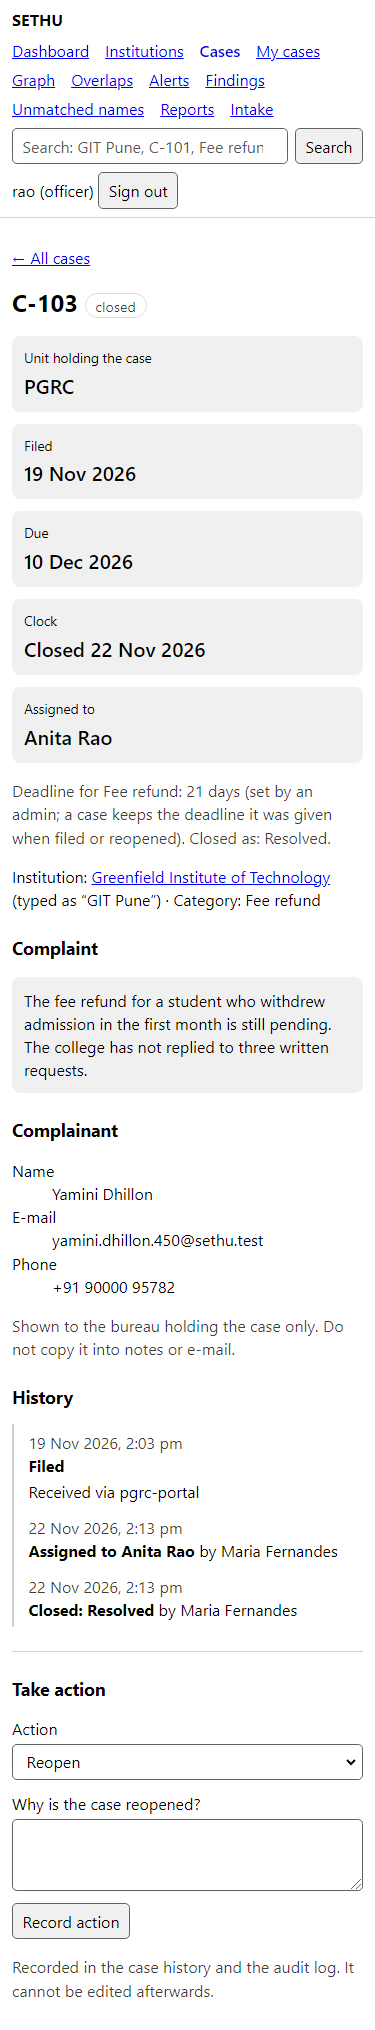 SETHU
Dashboard Institutions Cases My cases
Graph Overlaps Alerts Findings
Unmatched names Reports Intake
Search: GIT Pune, C-101, Fee refun Search
rao (officer) Sign out
← All cases
C-103 closed
Unit holding the case
PGRC
Filed
19 Nov 2026
Due
10 Dec 2026
Clock
Closed 22 Nov 2026
Assigned to
Anita Rao
Deadline for Fee refund: 21 days (set by an
admin; a case keeps the deadline it was given
when filed or reopened). Closed as: Resolved.
Institution: Greenfield Institute of Technology
(typed as “GIT Pune”) · Category: Fee refund
Complaint
The fee refund for a student who withdrew
admission in the first month is still pending.
The college has not replied to three written
requests.
Complainant
Name
Yamini Dhillon
E-mail
yamini.dhillon.450@sethu.test
Phone
+91 90000 95782
Shown to the bureau holding the case only. Do
not copy it into notes or e-mail.
History
19 Nov 2026, 2:03 pm
Filed
Received via pgrc-portal
22 Nov 2026, 2:13 pm
Assigned to Anita Rao by Maria Fernandes
22 Nov 2026, 2:13 pm
Closed: Resolved by Maria Fernandes
Take action
Action
Reopen
Why is the case reopened?
Record action
Recorded in the case history and the audit log. It
cannot be edited afterwards.